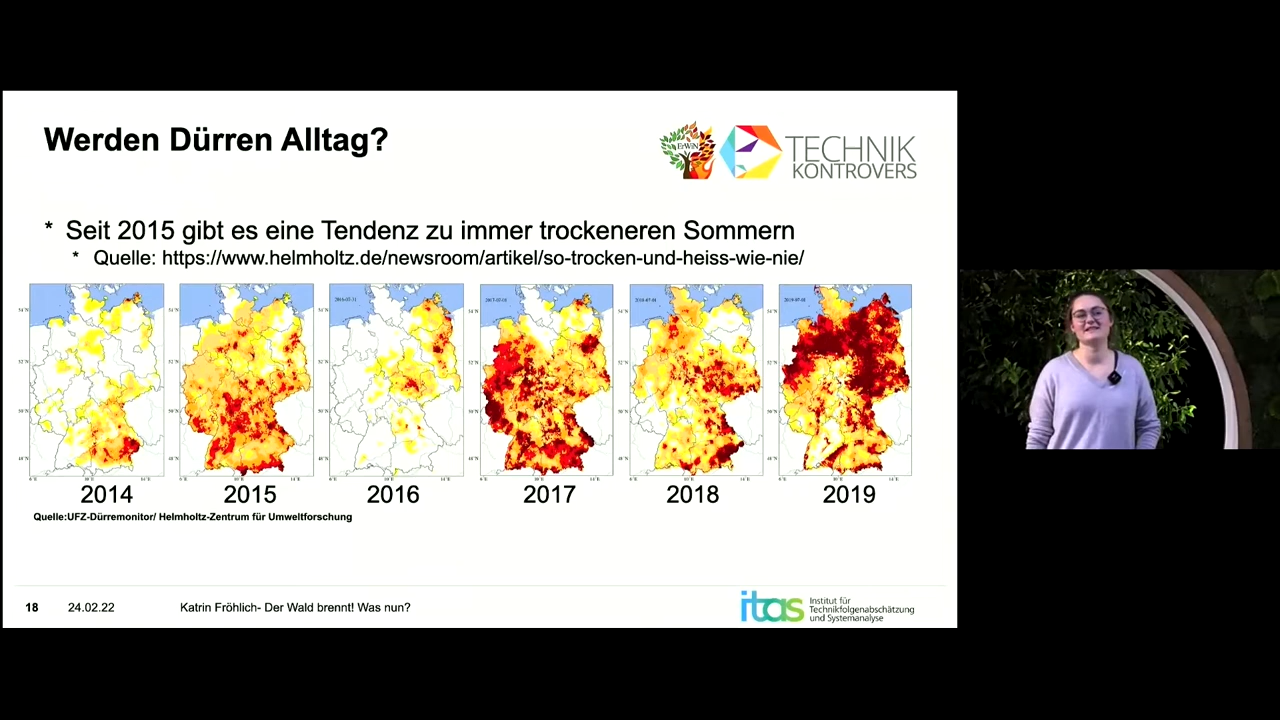 Werden Dürren Alltag?
ErWiN
TECHNIK
KONTROVERS
* Seit 2015 gibt es eine Tendenz zu immer trockeneren Sommern
* Quelle: https://www.helmholtz.de/newsroom/artikel/so-trocken-und-heiss-wie-nie/
2014 2015 2016 2017 2018 2019
Quelle:UFZ-Dürremonitor/ Helmholtz-Zentrum für Umweltforschung
18 24.02.22 Katrin Fröhlich- Der Wald brennt! Was nun?
itas Institut für
Technikfolgenabschätzung
und Systemanalyse